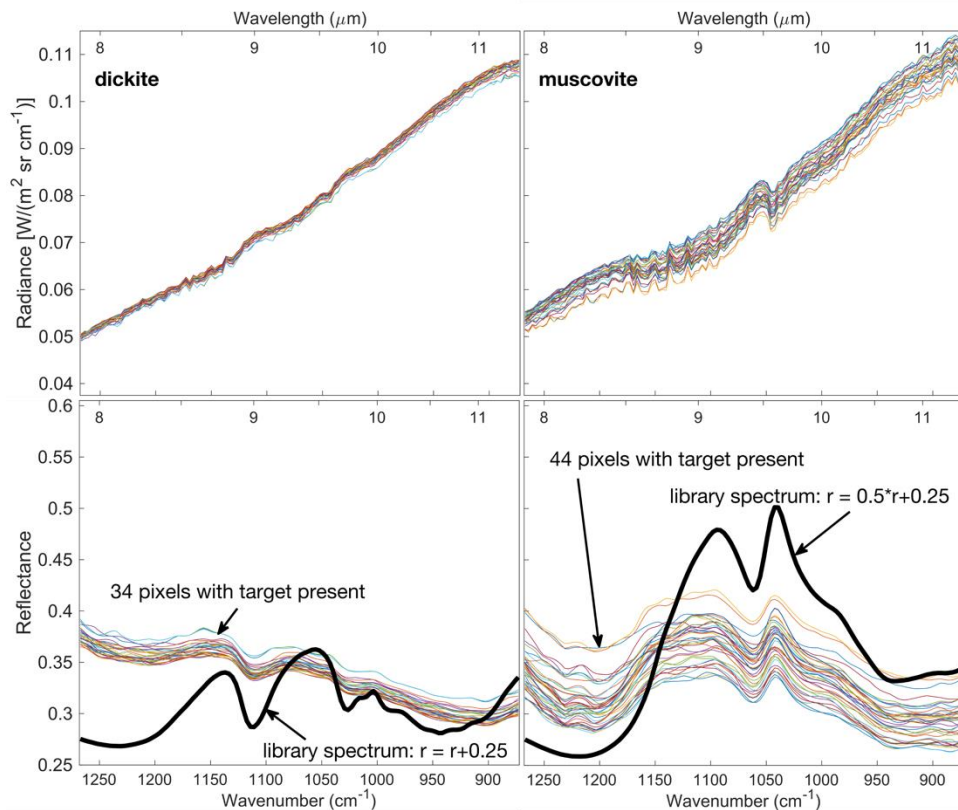 Wavelength (μm)
Wavelength (μm)
8 9 10 11
8 9 10 11
dickite
muscovite
Radiance [W/(m² sr cm⁻¹)]
0.11
0.1
0.09
0.08
0.07
0.06
0.05
0.04
8 9 10 11
8 9 10 11
Reflectance
0.6
0.55
0.5
0.45
0.4
0.35
0.3
0.25
34 pixels with target present
library spectrum: r = r+0.25
44 pixels with target present
library spectrum: r = 0.5*r+0.25
1250 1200 1150 1100 1050 1000 950 900
1250 1200 1150 1100 1050 1000 950 900
Wavenumber (cm⁻¹)
Wavenumber (cm⁻¹)